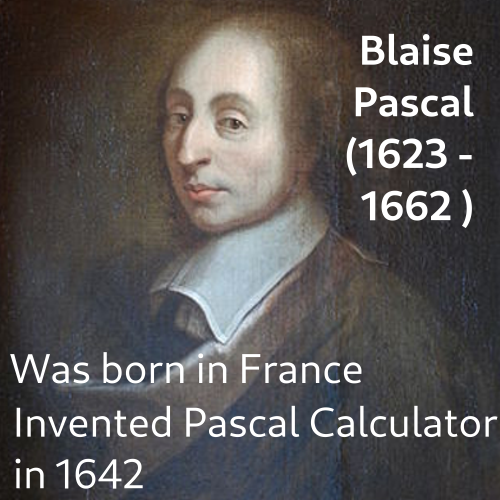 Blaise
Pascal
(1623 -
1662 )
Was born in France
Invented Pascal Calculator
in 1642